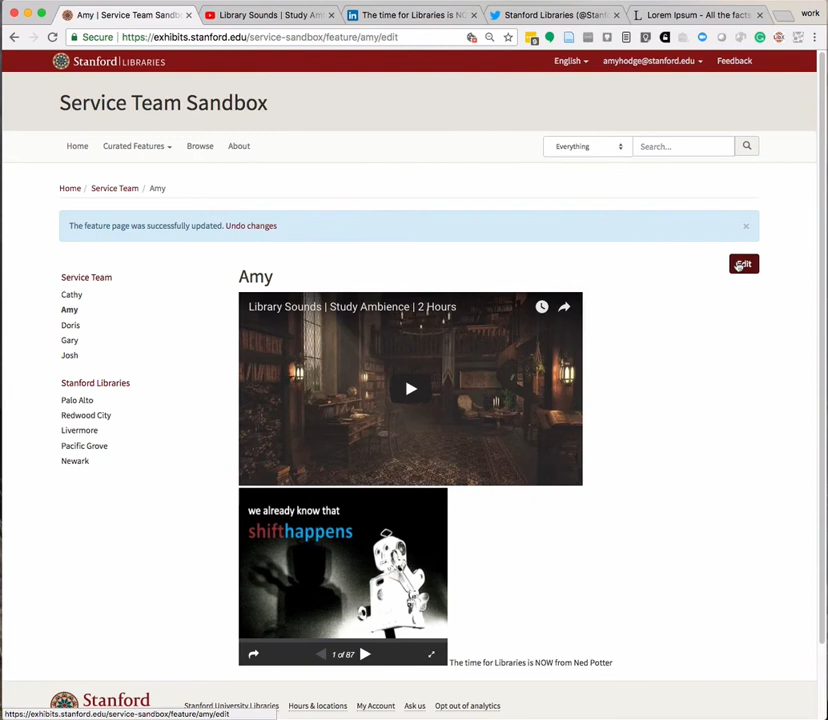 Amy | Service Team Sandb
Library Sounds | Study Am
The time for Libraries is NO
Stanford Libraries (@Stan
Lorem Ipsum - All the facts
work
Secure | https://exhibits.stanford.edu/service-sandbox/feature/amy/edit
Stanford | LIBRARIES
English
amyhodge@stanford.edu
Feedback
Service Team Sandbox
Home
Curated Features
Browse
About
Everything
Search...
Home / Service Team / Amy
The feature page was successfully updated. Undo changes
×
Edit
Service Team
Cathy
Amy
Doris
Gary
Josh
Stanford Libraries
Palo Alto
Redwood City
Livermore
Pacific Grove
Newark
Amy
Library Sounds | Study Ambience | 2 Hours
we already know that
shifthappens
1 of 87
The time for Libraries is NOW from Ned Potter
Stanford
Stanford University Libraries
Hours & locations
My Account
Ask us
Opt out of analytics
https://exhibits.stanford.edu/service-sandbox/feature/amy/edit